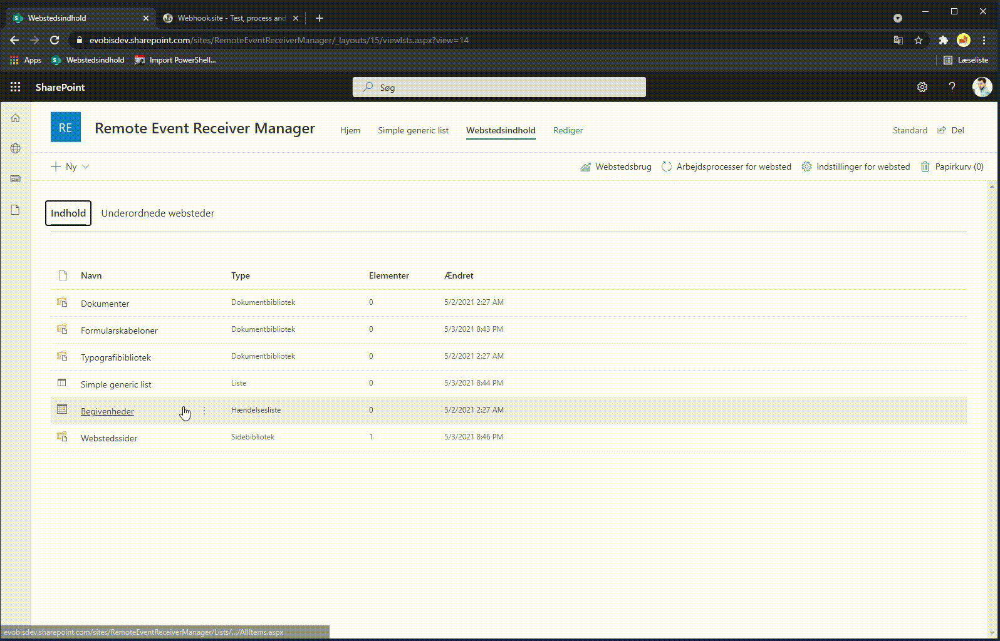 Webstedsindhold
Webhook.site - Test, process and
evobisdev.sharepoint.com/sites/RemoteEventReceiverManager/_layouts/15/viewlsts.aspx?view=14
Apps
S Webstedsindhold
Import PowerShell...
Læseliste
SharePoint
Søg
?
RE
Remote Event Receiver Manager
Hjem
Simple generic list
Webstedsindhold
Rediger
Standard
Del
Ny
Webstedsbrug
Arbejdsprocesser for websted
Indstillinger for websted
Papirkurv (0)
Indhold
Underordnede websteder
Navn Type Elementer Ændret
Dokumenter Dokumentbibliotek 0 5/2/2021 2:27 AM
Formularskabeloner Dokumentbibliotek 0 5/3/2021 8:43 PM
Typografibibliotek Dokumentbibliotek 0 5/2/2021 2:27 AM
Simple generic list Liste 0 5/3/2021 8:44 PM
Begivenheder Hændelsesliste 0 5/2/2021 2:27 AM
Webstedssider Sidebibliotek 1 5/3/2021 8:46 PM
evobisdev.sharepoint.com/sites/RemoteEventReceiverManager/Lists/.../AllItems.aspx